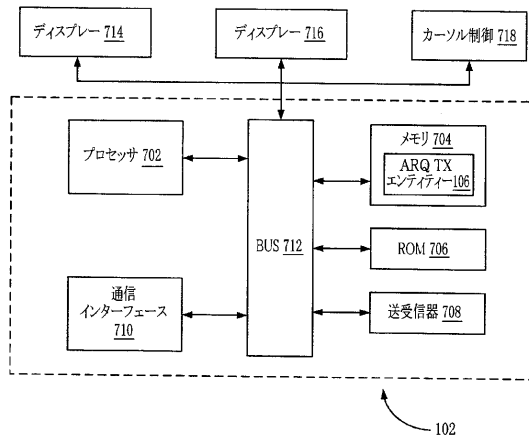 ディスプレー 714
ディスプレー 716
カーソル制御 718
プロセッサ 702
メモリ 704
ARQ TX
エンティティー 106
BUS 712
ROM 706
通信
インターフェース
710
送受信器 708
102